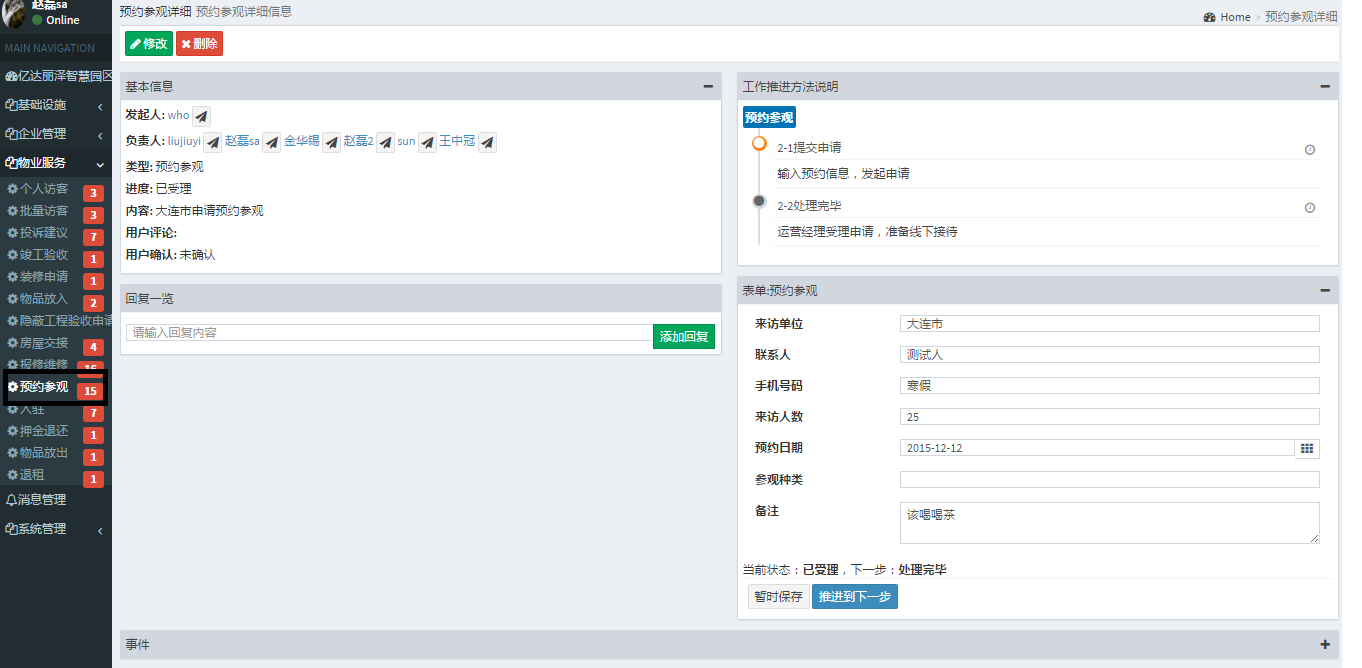 赵磊sa
Online
MAIN NAVIGATION
亿达丽泽智慧园区
基础设施
企业管理
物业服务
个人访客 3
批量访客 3
投诉建议 7
竣工验收 1
装修申请 1
物品放入 2
隐蔽工程验收申请
房屋交接 4
报修维修 16
预约参观 15
入驻 7
押金退还 1
物品放出 1
退租 1
消息管理
系统管理
预约参观详细 预约参观详细信息
Home > 预约参观详细
修改 删除
基本信息
发起人: who
负责人: liujiuyi 赵磊sa 金华锡 赵磊2 sun 王中冠
类型: 预约参观
进度: 已受理
内容: 大连市申请预约参观
用户评论:
用户确认: 未确认
回复一览
请输入回复内容 添加回复
工作推进方法说明
预约参观
2-1提交申请
输入预约信息，发起申请
2-2处理完毕
运营经理受理申请，准备线下接待
表单:预约参观
来访单位 大连市
联系人 测试人
手机号码 寒假
来访人数 25
预约日期 2015-12-12
参观种类
备注 该喝喝茶
当前状态：已受理，下一步：处理完毕
暂时保存 推进到下一步
事件